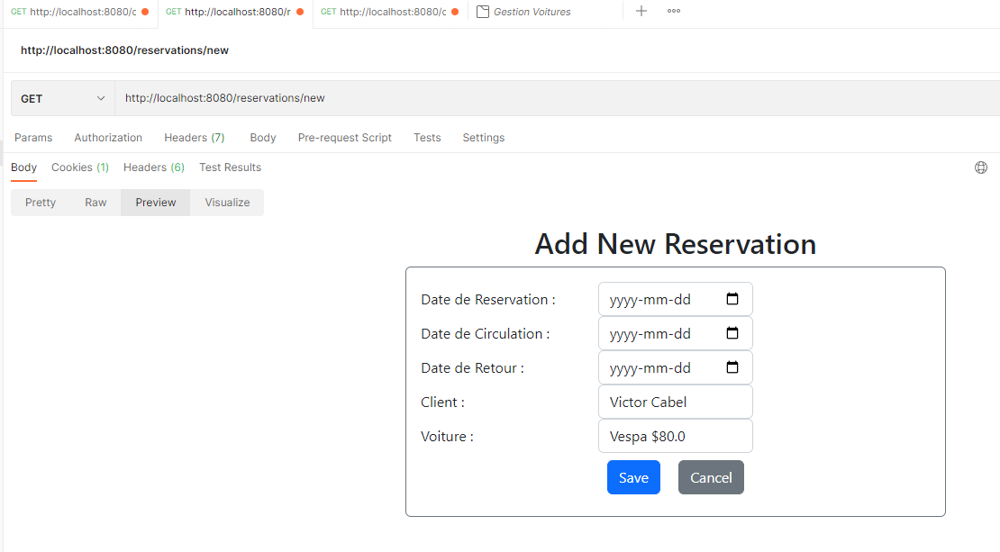 GET http://localhost:8080/c GET http://localhost:8080/r GET http://localhost:8080/c Gestion Voitures
http://localhost:8080/reservations/new
GET http://localhost:8080/reservations/new
Params Authorization Headers (7) Body Pre-request Script Tests Settings
Body Cookies (1) Headers (6) Test Results
Pretty Raw Preview Visualize
Add New Reservation
Date de Reservation : yyyy-mm-dd
Date de Circulation : yyyy-mm-dd
Date de Retour : yyyy-mm-dd
Client : Victor Cabel
Voiture : Vespa $80.0
Save Cancel